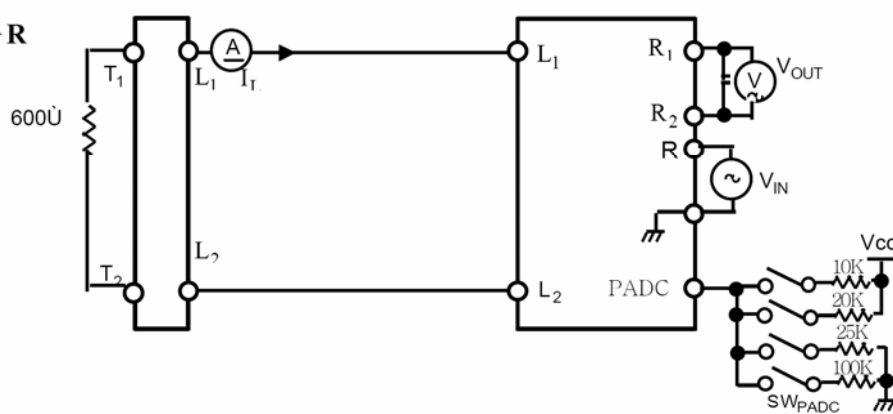 R
T1
L1
A
IL
L1
R1
V
VOUT
600Ù
R2
R
VIN
L2
Vcc
T2
L2
PADC
10K
20K
25K
100K
SWPADC